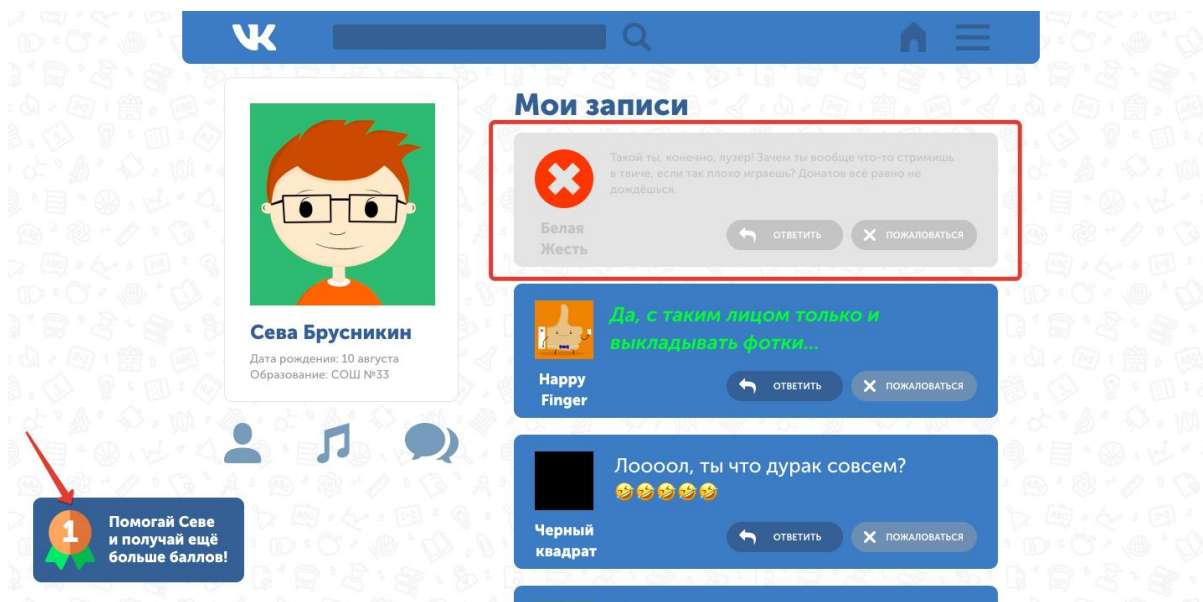 VK
Мои записи
Такой ты, конечно, лузер! Зачем ты вообще что-то стримишь
в твиче, если так плохо играешь? Донатов всё равно не
дождёшься.
Белая
Жесть
ОТВЕТИТЬ
ПОЖАЛОВАТЬСЯ
Да, с таким лицом только и
выкладывать фотки...
Happy
Finger
ОТВЕТИТЬ
ПОЖАЛОВАТЬСЯ
Лоооол, ты что дурак совсем?
🤣🤣🤣🤣🤣
Черный
квадрат
ОТВЕТИТЬ
ПОЖАЛОВАТЬСЯ
Сева Брусникин
Дата рождения: 10 августа
Образование: СОШ №33
1
Помогай Севе
и получай ещё
больше баллов!